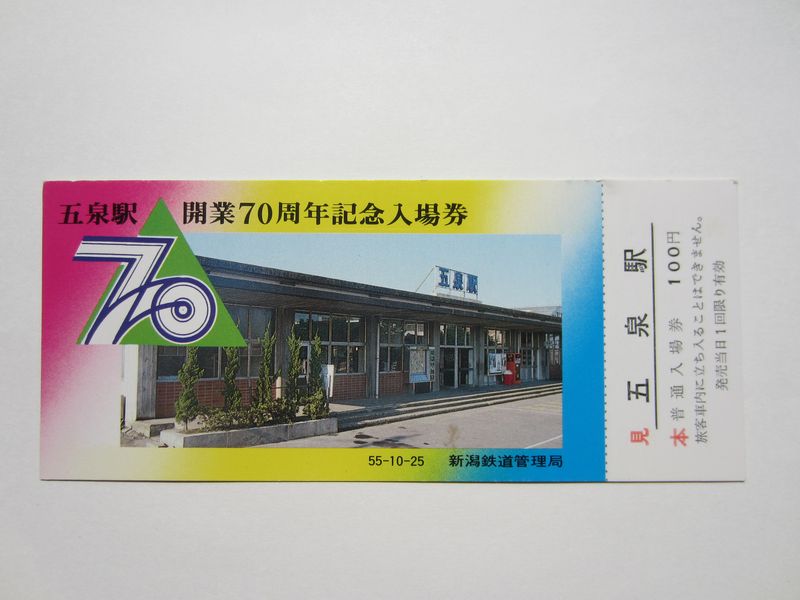 五泉駅 開業70周年記念入場券
70
五泉駅
55-10-25 新潟鉄道管理局
五泉駅
普通入場券 100円
旅客車内に立ち入ることはできません。
発売当日1回限り有効
見本